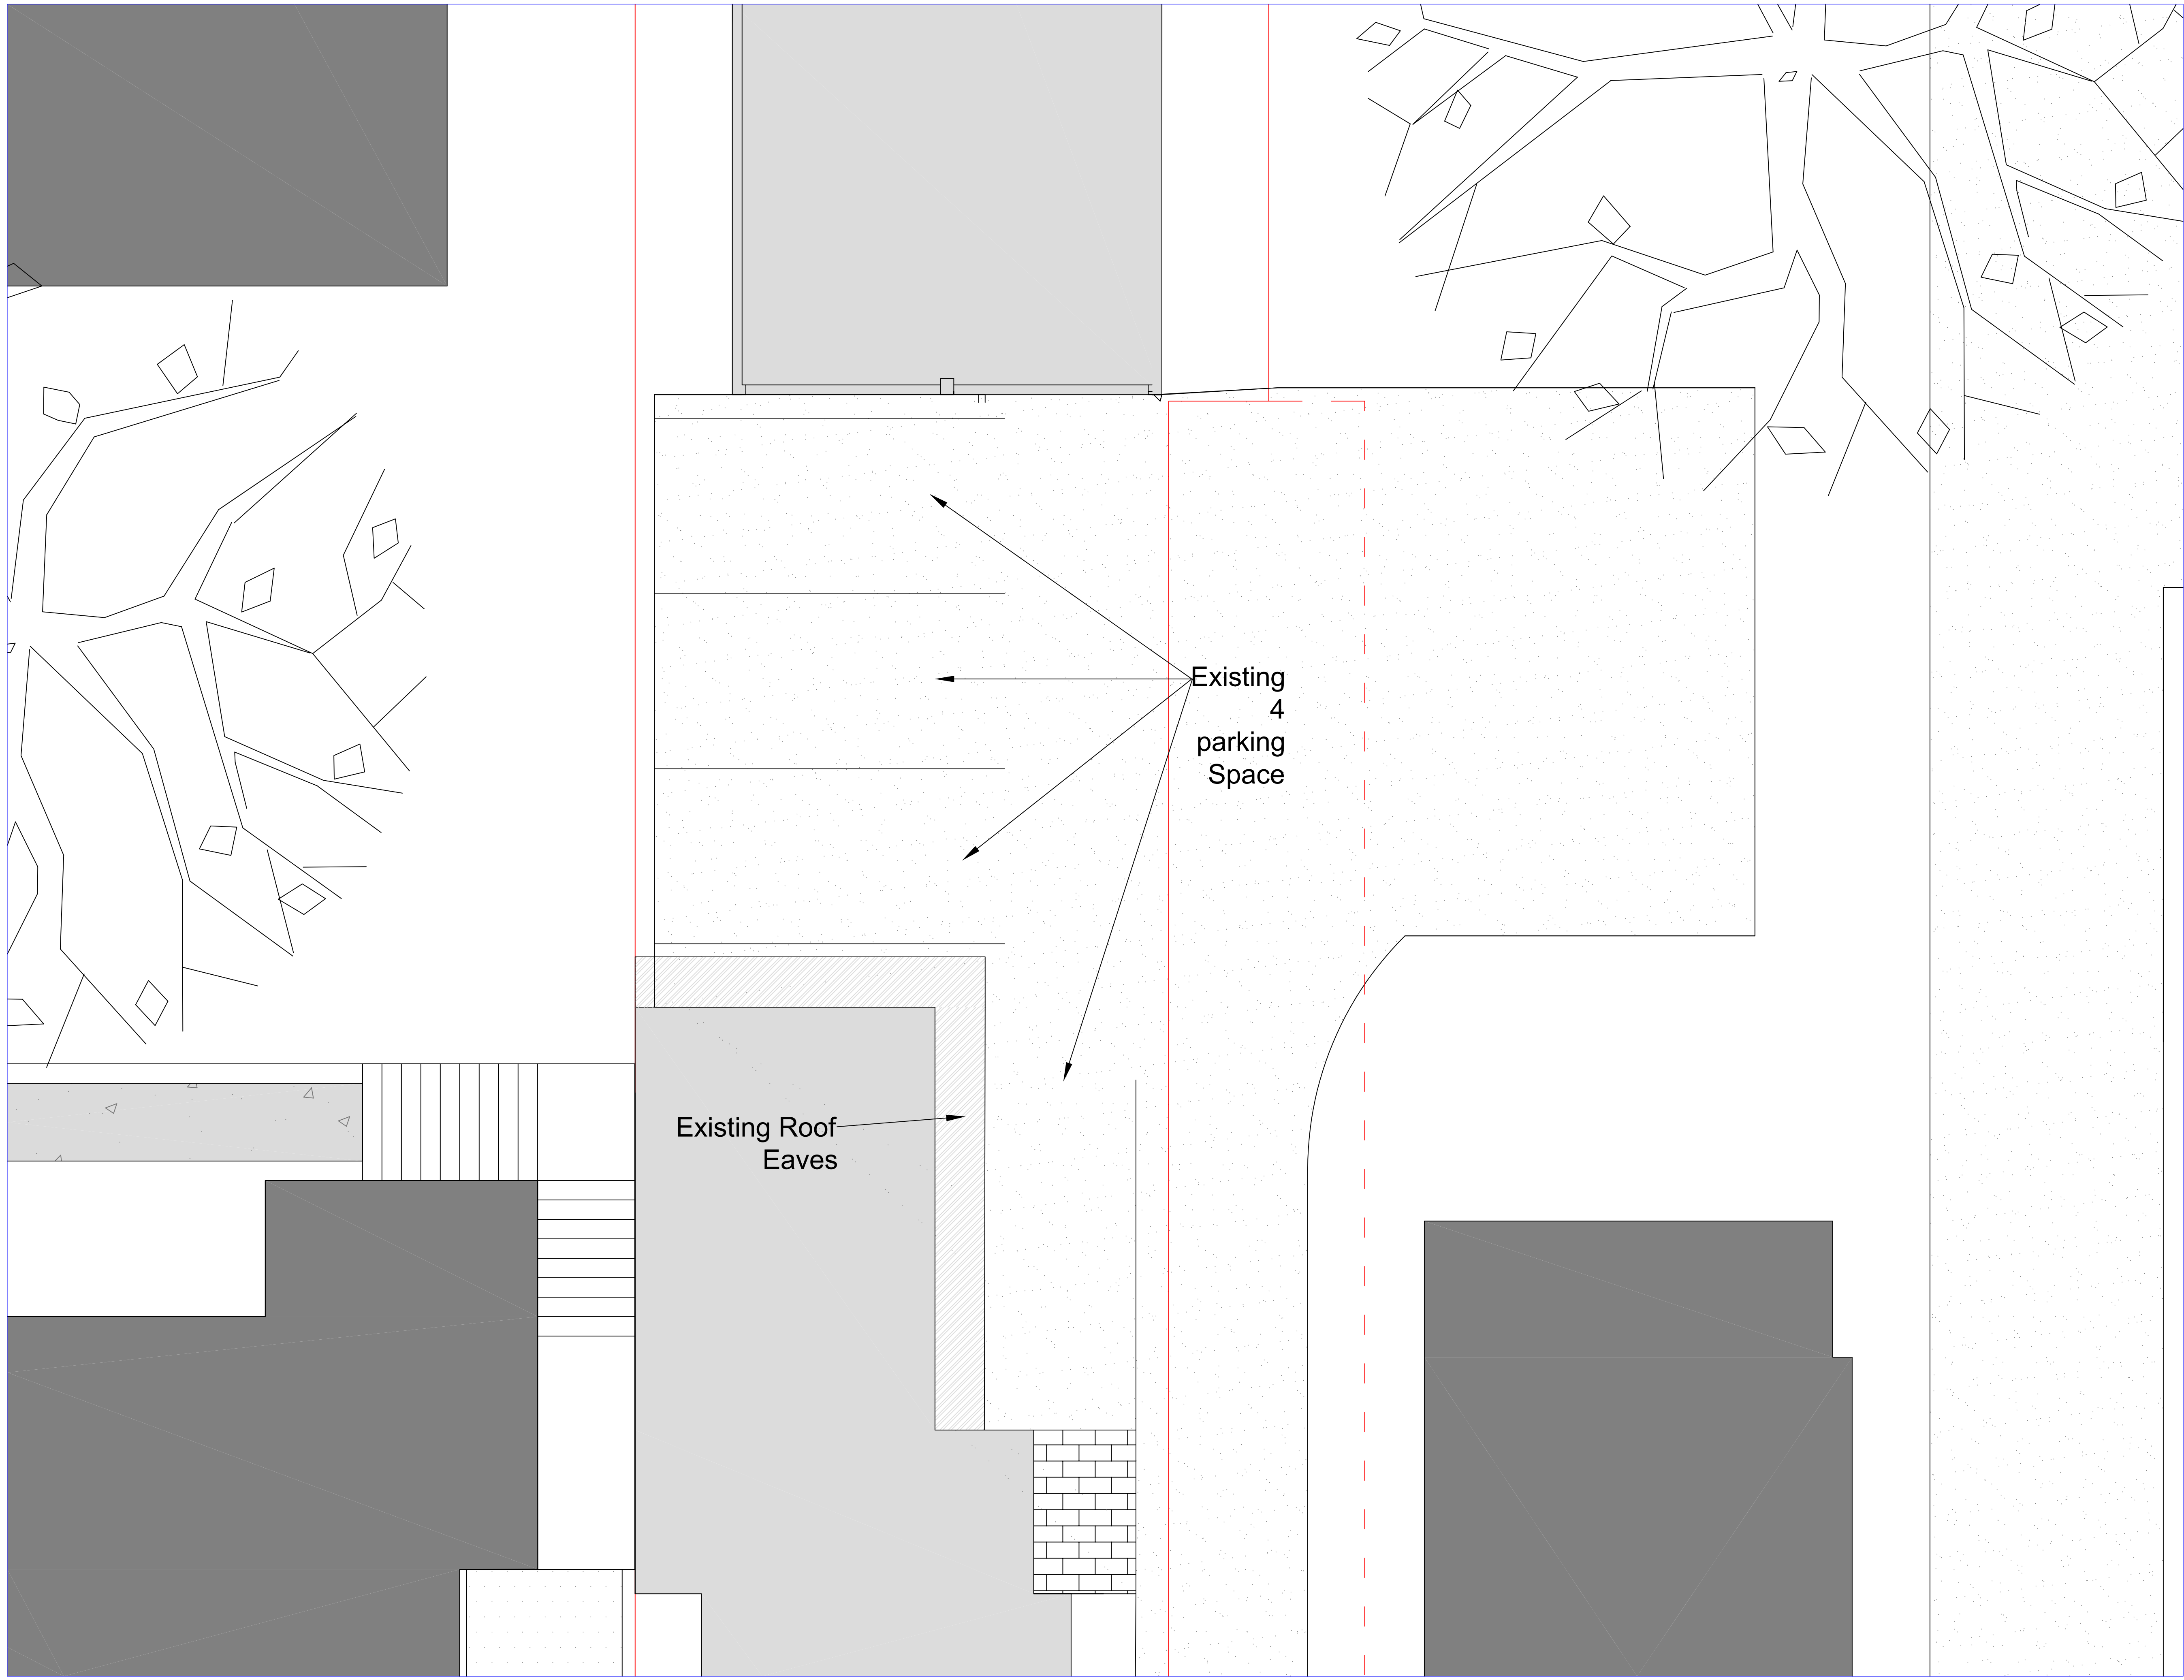 Existing
4
parking
Space
Existing Roof
Eaves